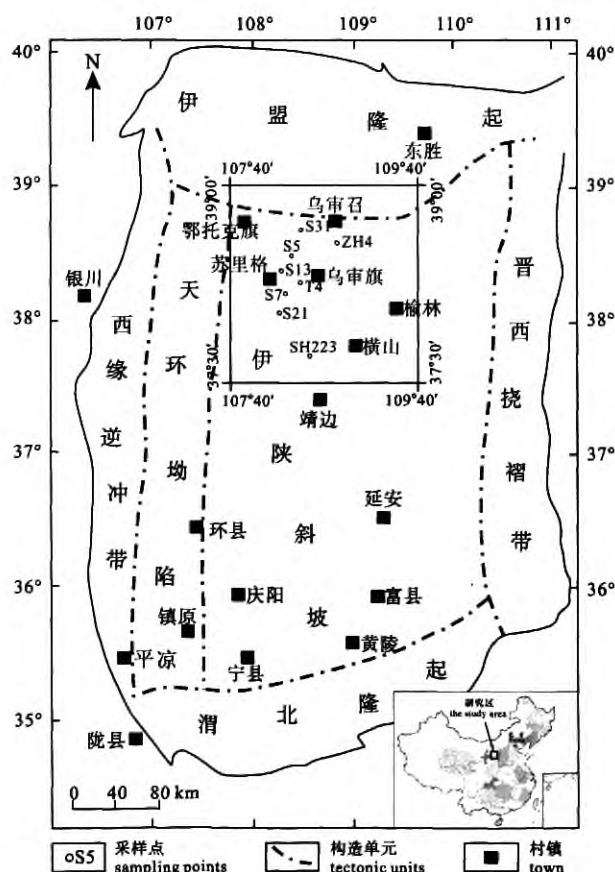 107° 108° 109° 110° 111°
40° 40°
N
伊盟隆起
东胜
107°40′ 109°40′
39° 39°00′ 39°00′ 39°
乌审召
鄂托克旗 S3 ZH4
S5
苏里格 S13 乌审旗
银川 天 T4 晋
S7
38° 西 S21 榆林 西 38°
SH223 横山
缘 环 伊 挠
37°30′ 37°30′
107°40′ 109°40′
逆 靖边 褶
37° 冲 坳 陕 37°
延安 带
带 环县 斜
36° 陷 庆阳 富县 36°
镇原 坡 黄陵
平凉 宁县
35° 渭北隆起 35°
陇县
研究区
the study area
0 40 80 km
S5 采样点 构造单元 村镇
sampling points tectonic units town